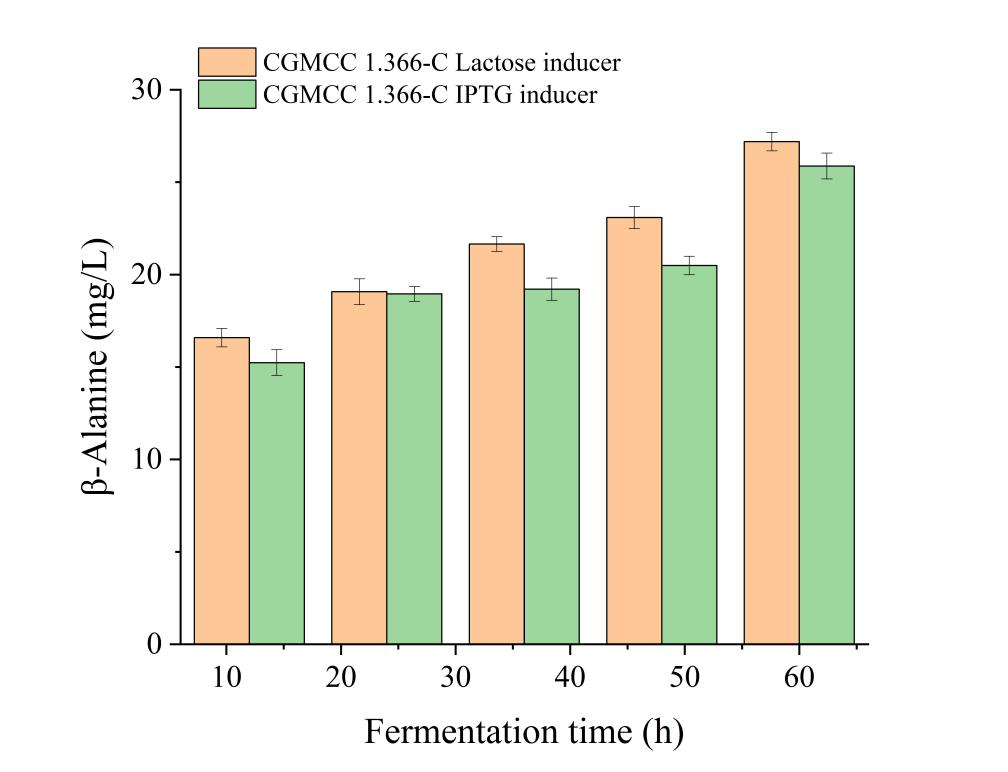 CGMCC 1.366-C Lactose inducer
CGMCC 1.366-C IPTG inducer
30
20
10
0
β-Alanine (mg/L)
10 20 30 40 50 60
Fermentation time (h)